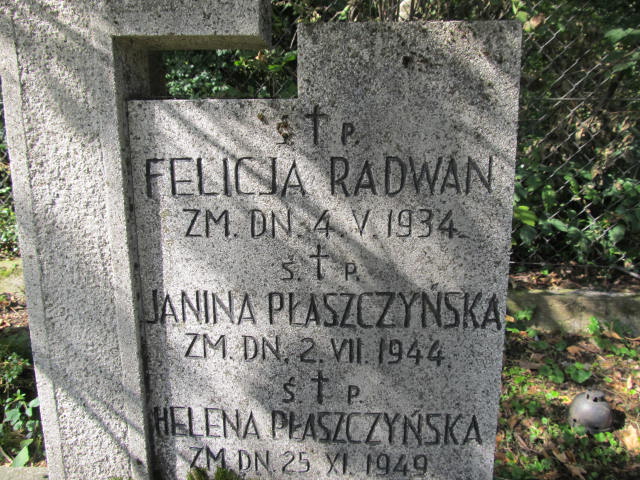 Ś † P.
FELICJA RADWAN
ZM. DN. 4. V. 1934.
Ś. † P.
JANINA PŁASZCZYŃSKA
ZM. DN. 2. VII. 1944.
Ś † P.
HELENA PŁASZCZYŃSKA
ZM DN. 25 XI. 1949.